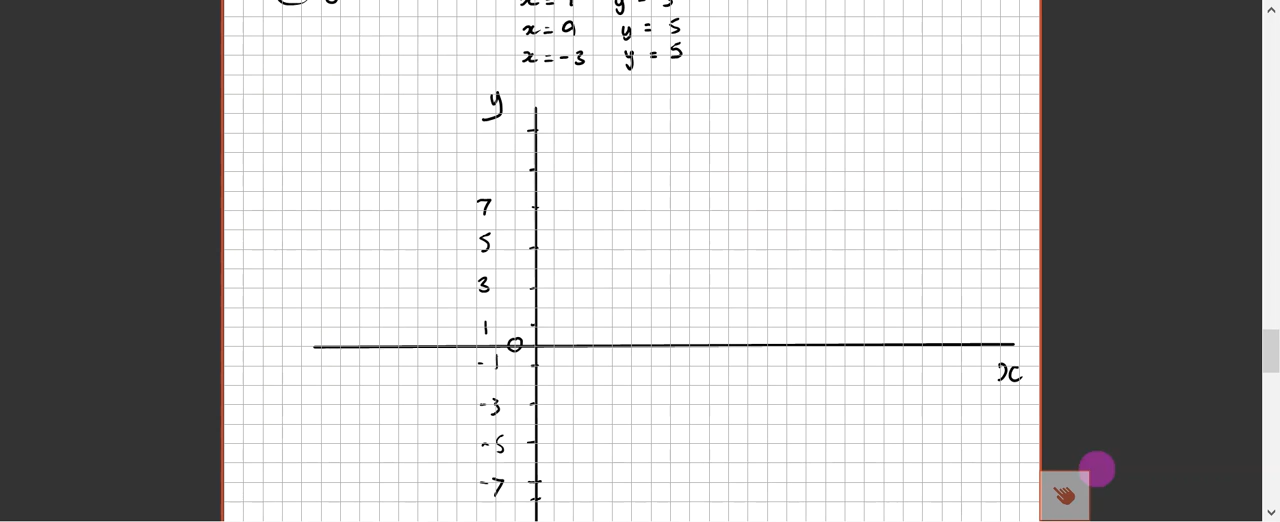 x = 9 y = 5
x = -3 y = 5
y
7
5
3
1
0
-1
x
-3
-5
-7